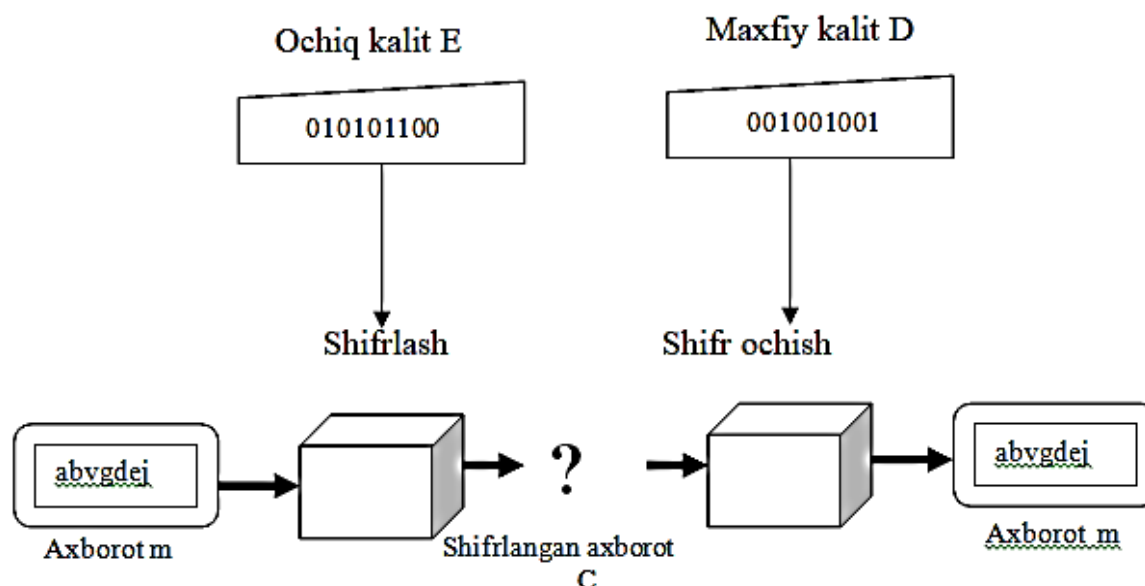 Ochiq kalit E
Maxfiy kalit D
010101100
001001001
Shifrlash
Shifr ochish
abvgdej
?
abvgdej
Axborot m
Shifrlangan axborot
C
Axborot m